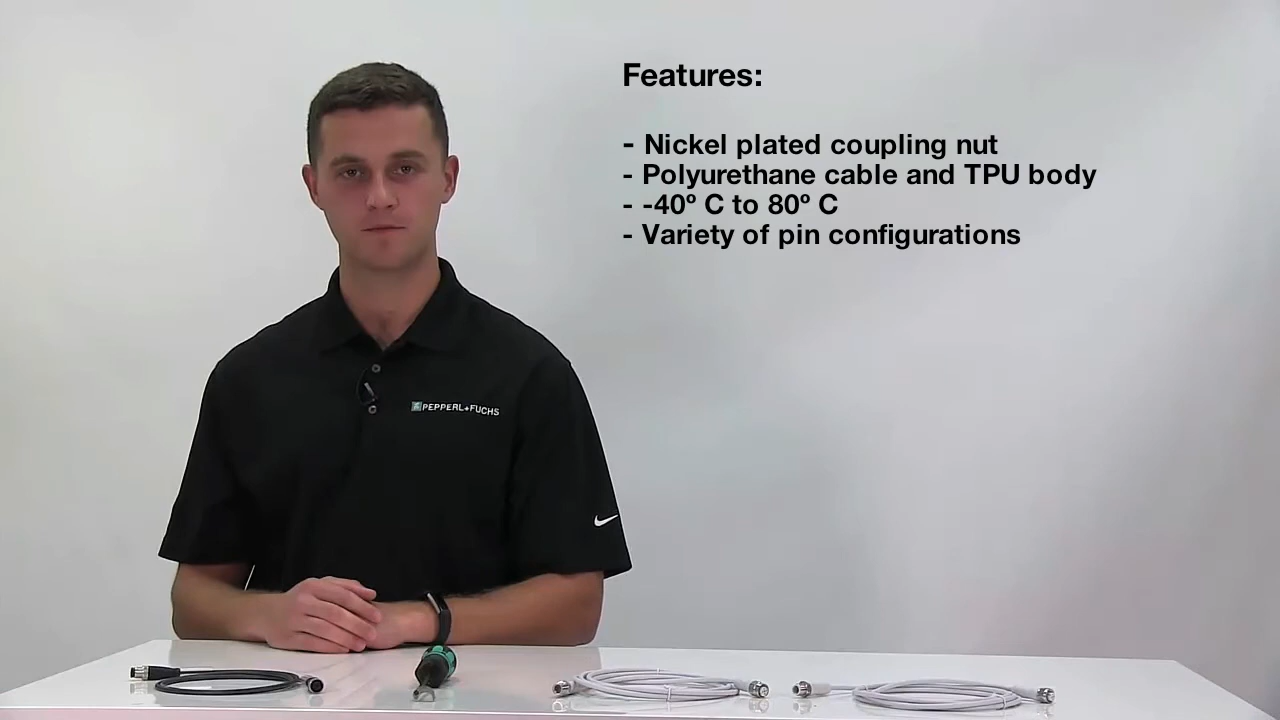 Features:
- Nickel plated coupling nut
- Polyurethane cable and TPU body
- -40º C to 80º C
- Variety of pin configurations
PEPPERL+FUCHS